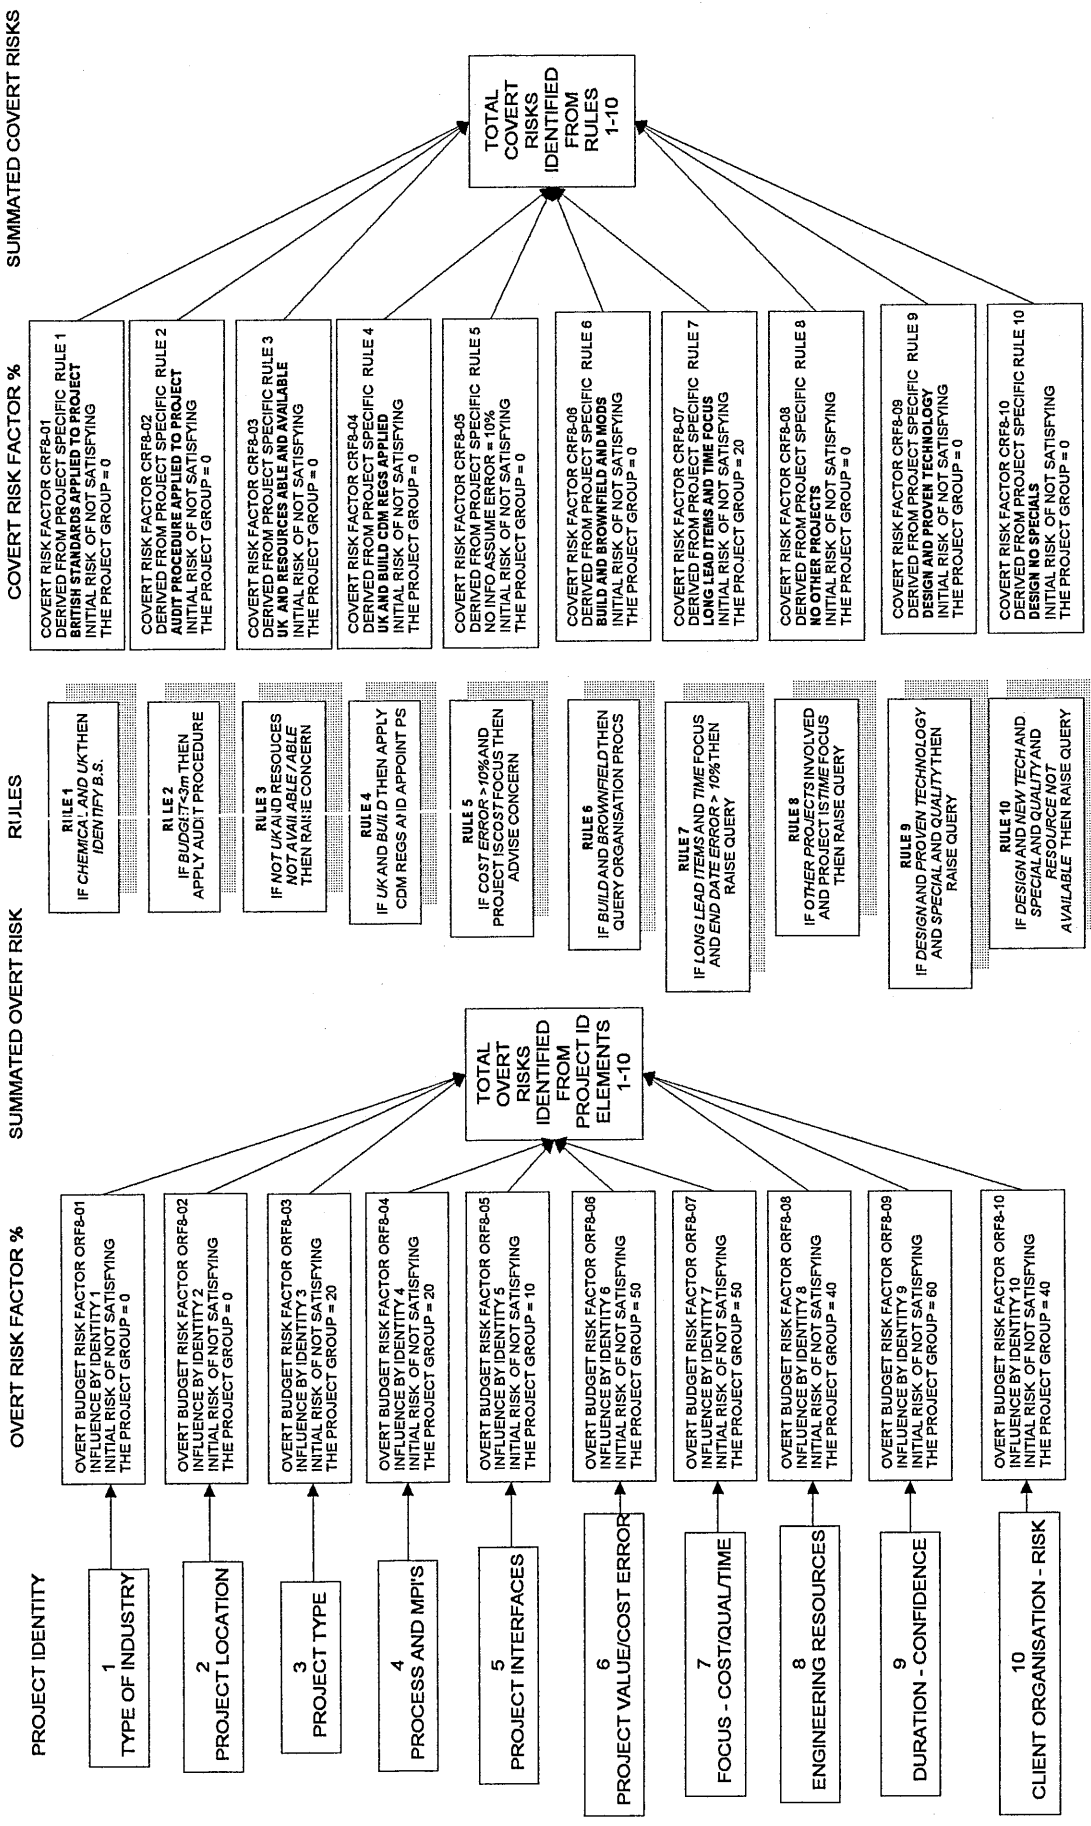 PROJECT IDENTITY
OVERT RISK FACTOR %
SUMMATED OVERT RISK
RULES
COVERT RISK FACTOR %
SUMMATED COVERT RISKS
1
TYPE OF INDUSTRY
2
PROJECT LOCATION
3
PROJECT TYPE
4
PROCESS AND MPI'S
5
PROJECT INTERFACES
6
PROJECT VALUE/COST ERROR
7
FOCUS - COST/QUAL/TIME
8
ENGINEERING RESOURCES
9
DURATION - CONFIDENCE
10
CLIENT ORGANISATION - RISK
OVERT BUDGET RISK FACTOR ORF8-01
INFLUENCE BY IDENTITY 1
INITIAL RISK OF NOT SATISFYING
THE PROJECT GROUP = 0
OVERT BUDGET RISK FACTOR ORF8-02
INFLUENCE BY IDENTITY 2
INITIAL RISK OF NOT SATISFYING
THE PROJECT GROUP = 0
OVERT BUDGET RISK FACTOR ORF8-03
INFLUENCE BY IDENTITY 3
INITIAL RISK OF NOT SATISFYING
THE PROJECT GROUP = 20
OVERT BUDGET RISK FACTOR ORF8-04
INFLUENCE BY IDENTITY 4
INITIAL RISK OF NOT SATISFYING
THE PROJECT GROUP = 20
OVERT BUDGET RISK FACTOR ORF8-05
INFLUENCE BY IDENTITY 5
INITIAL RISK OF NOT SATISFYING
THE PROJECT GROUP = 10
OVERT BUDGET RISK FACTOR ORF8-06
INFLUENCE BY IDENTITY 6
INITIAL RISK OF NOT SATISFYING
THE PROJECT GROUP = 50
OVERT BUDGET RISK FACTOR ORF8-07
INFLUENCE BY IDENTITY 7
INITIAL RISK OF NOT SATISFYING
THE PROJECT GROUP = 50
OVERT BUDGET RISK FACTOR ORF8-08
INFLUENCE BY IDENTITY 8
INITIAL RISK OF NOT SATISFYING
THE PROJECT GROUP = 40
OVERT BUDGET RISK FACTOR ORF8-09
INFLUENCE BY IDENTITY 9
INITIAL RISK OF NOT SATISFYING
THE PROJECT GROUP = 60
OVERT BUDGET RISK FACTOR ORF8-10
INFLUENCE BY IDENTITY 10
INITIAL RISK OF NOT SATISFYING
THE PROJECT GROUP = 40
TOTAL
OVERT
RISKS
IDENTIFIED
FROM
PROJECT ID
ELEMENTS
1-10
RULE 1
IF CHEMICAL AND UK THEN
IDENTIFY B.S.
RULE 2
IF BUDGET<3m THEN
APPLY AUDIT PROCEDURE
RULE 3
IF NOT UK AND RESOUCES
NOT AVAILABLE / ABLE
THEN RAISE CONCERN
RULE 4
IF UK AND BUILD THEN APPLY
CDM REGS AND APPOINT PS
RULE 5
IF COST ERROR > 10% AND
PROJECT IS COST FOCUS THEN
ADVISE CONCERN
RULE 6
IF BUILD AND BROWNFIELD THEN
QUERY ORGANISATION PROCS
RULE 7
IF LONG LEAD ITEMS AND TIME FOCUS
AND END DATE ERROR > 10% THEN
RAISE QUERY
RULE 8
IF OTHER PROJECTS INVOLVED
AND PROJECT IS TIME FOCUS
THEN RAISE QUERY
RULE 9
IF DESIGN AND PROVEN TECHNOLOGY
AND SPECIAL AND QUALITY THEN
RAISE QUERY
RULE 10
IF DESIGN AND NEW TECH AND
SPECIAL AND QUALITY AND
RESOURCE NOT
AVAILABLE THEN RAISE QUERY
COVERT RISK FACTOR CRF8-01
DERIVED FROM PROJECT SPECIFIC RULE 1
BRITISH STANDARDS APPLIED TO PROJECT
INITIAL RISK OF NOT SATISFYING
THE PROJECT GROUP = 0
COVERT RISK FACTOR CRF8-02
DERIVED FROM PROJECT SPECIFIC RULE 2
AUDIT PROCEDURE APPLIED TO PROJECT
INITIAL RISK OF NOT SATISFYING
THE PROJECT GROUP = 0
COVERT RISK FACTOR CRF8-03
DERIVED FROM PROJECT SPECIFIC RULE 3
UK AND RESOURCES ABLE AND AVAILABLE
INITIAL RISK OF NOT SATISFYING
THE PROJECT GROUP = 0
COVERT RISK FACTOR CRF8-04
DERIVED FROM PROJECT SPECIFIC RULE 4
UK AND BUILD CDM REGS APPLIED
INITIAL RISK OF NOT SATISFYING
THE PROJECT GROUP = 0
COVERT RISK FACTOR CRF8-05
DERIVED FROM PROJECT SPECIFIC RULE 5
NO INFO ASSUME ERROR = 10%
INITIAL RISK OF NOT SATISFYING
THE PROJECT GROUP = 0
COVERT RISK FACTOR CRF8-06
DERIVED FROM PROJECT SPECIFIC RULE 6
BUILD AND BROWNFIELD AND MODS
INITIAL RISK OF NOT SATISFYING
THE PROJECT GROUP = 0
COVERT RISK FACTOR CRF8-07
DERIVED FROM PROJECT SPECIFIC RULE 7
LONG LEAD ITEMS AND TIME FOCUS
INITIAL RISK OF NOT SATISFYING
THE PROJECT GROUP = 20
COVERT RISK FACTOR CRF8-08
DERIVED FROM PROJECT SPECIFIC RULE 8
NO OTHER PROJECTS
INITIAL RISK OF NOT SATISFYING
THE PROJECT GROUP = 0
COVERT RISK FACTOR CRF8-09
DERIVED FROM PROJECT SPECIFIC RULE 9
DESIGN AND PROVEN TECHNOLOGY
INITIAL RISK OF NOT SATISFYING
THE PROJECT GROUP = 0
COVERT RISK FACTOR CRF8-10
DERIVED FROM PROJECT SPECIFIC RULE 10
DESIGN NO SPECIALS
INITIAL RISK OF NOT SATISFYING
THE PROJECT GROUP = 0
TOTAL
COVERT
RISKS
IDENTIFIED
FROM
RULES
1-10